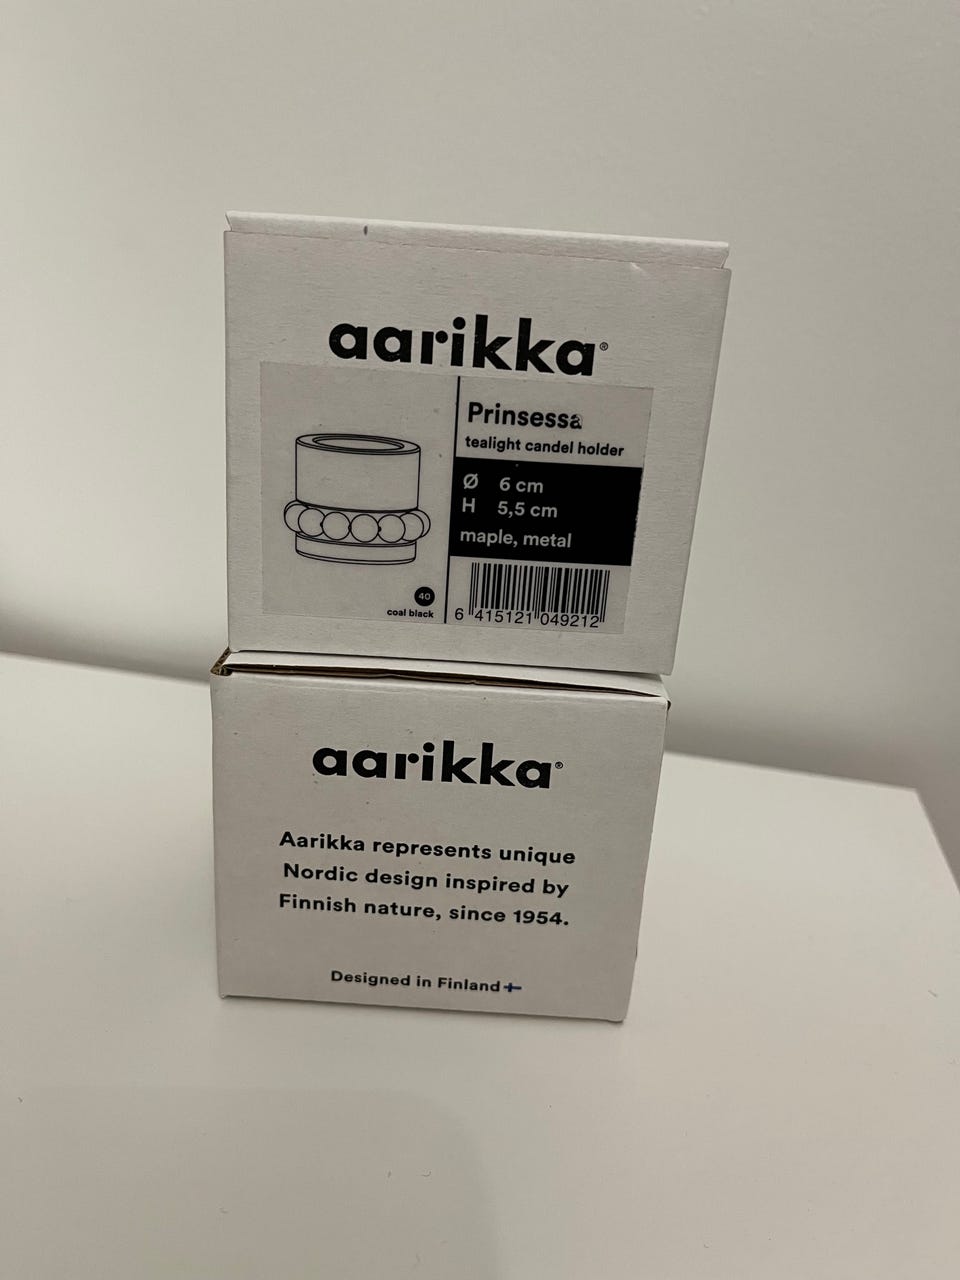 aarikka®
Prinsessa
tealight candel holder
Ø 6 cm
H 5,5 cm
maple, metal
40
coal black
6 415121 049212
aarikka®
Aarikka represents unique
Nordic design inspired by
Finnish nature, since 1954.
Designed in Finland